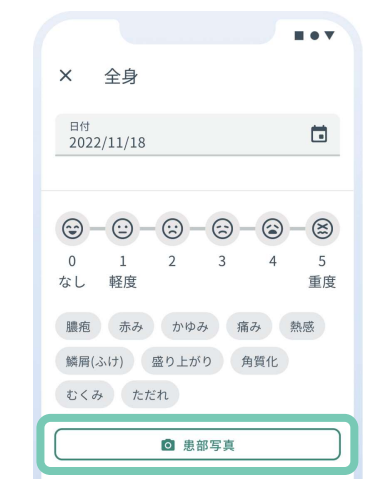 全身
日付
2022/11/18
0 1 2 3 4 5
なし 軽度 重度
膿疱 赤み かゆみ 痛み 熱感
鱗屑(ふけ) 盛り上がり 角質化
むくみ ただれ
患部写真